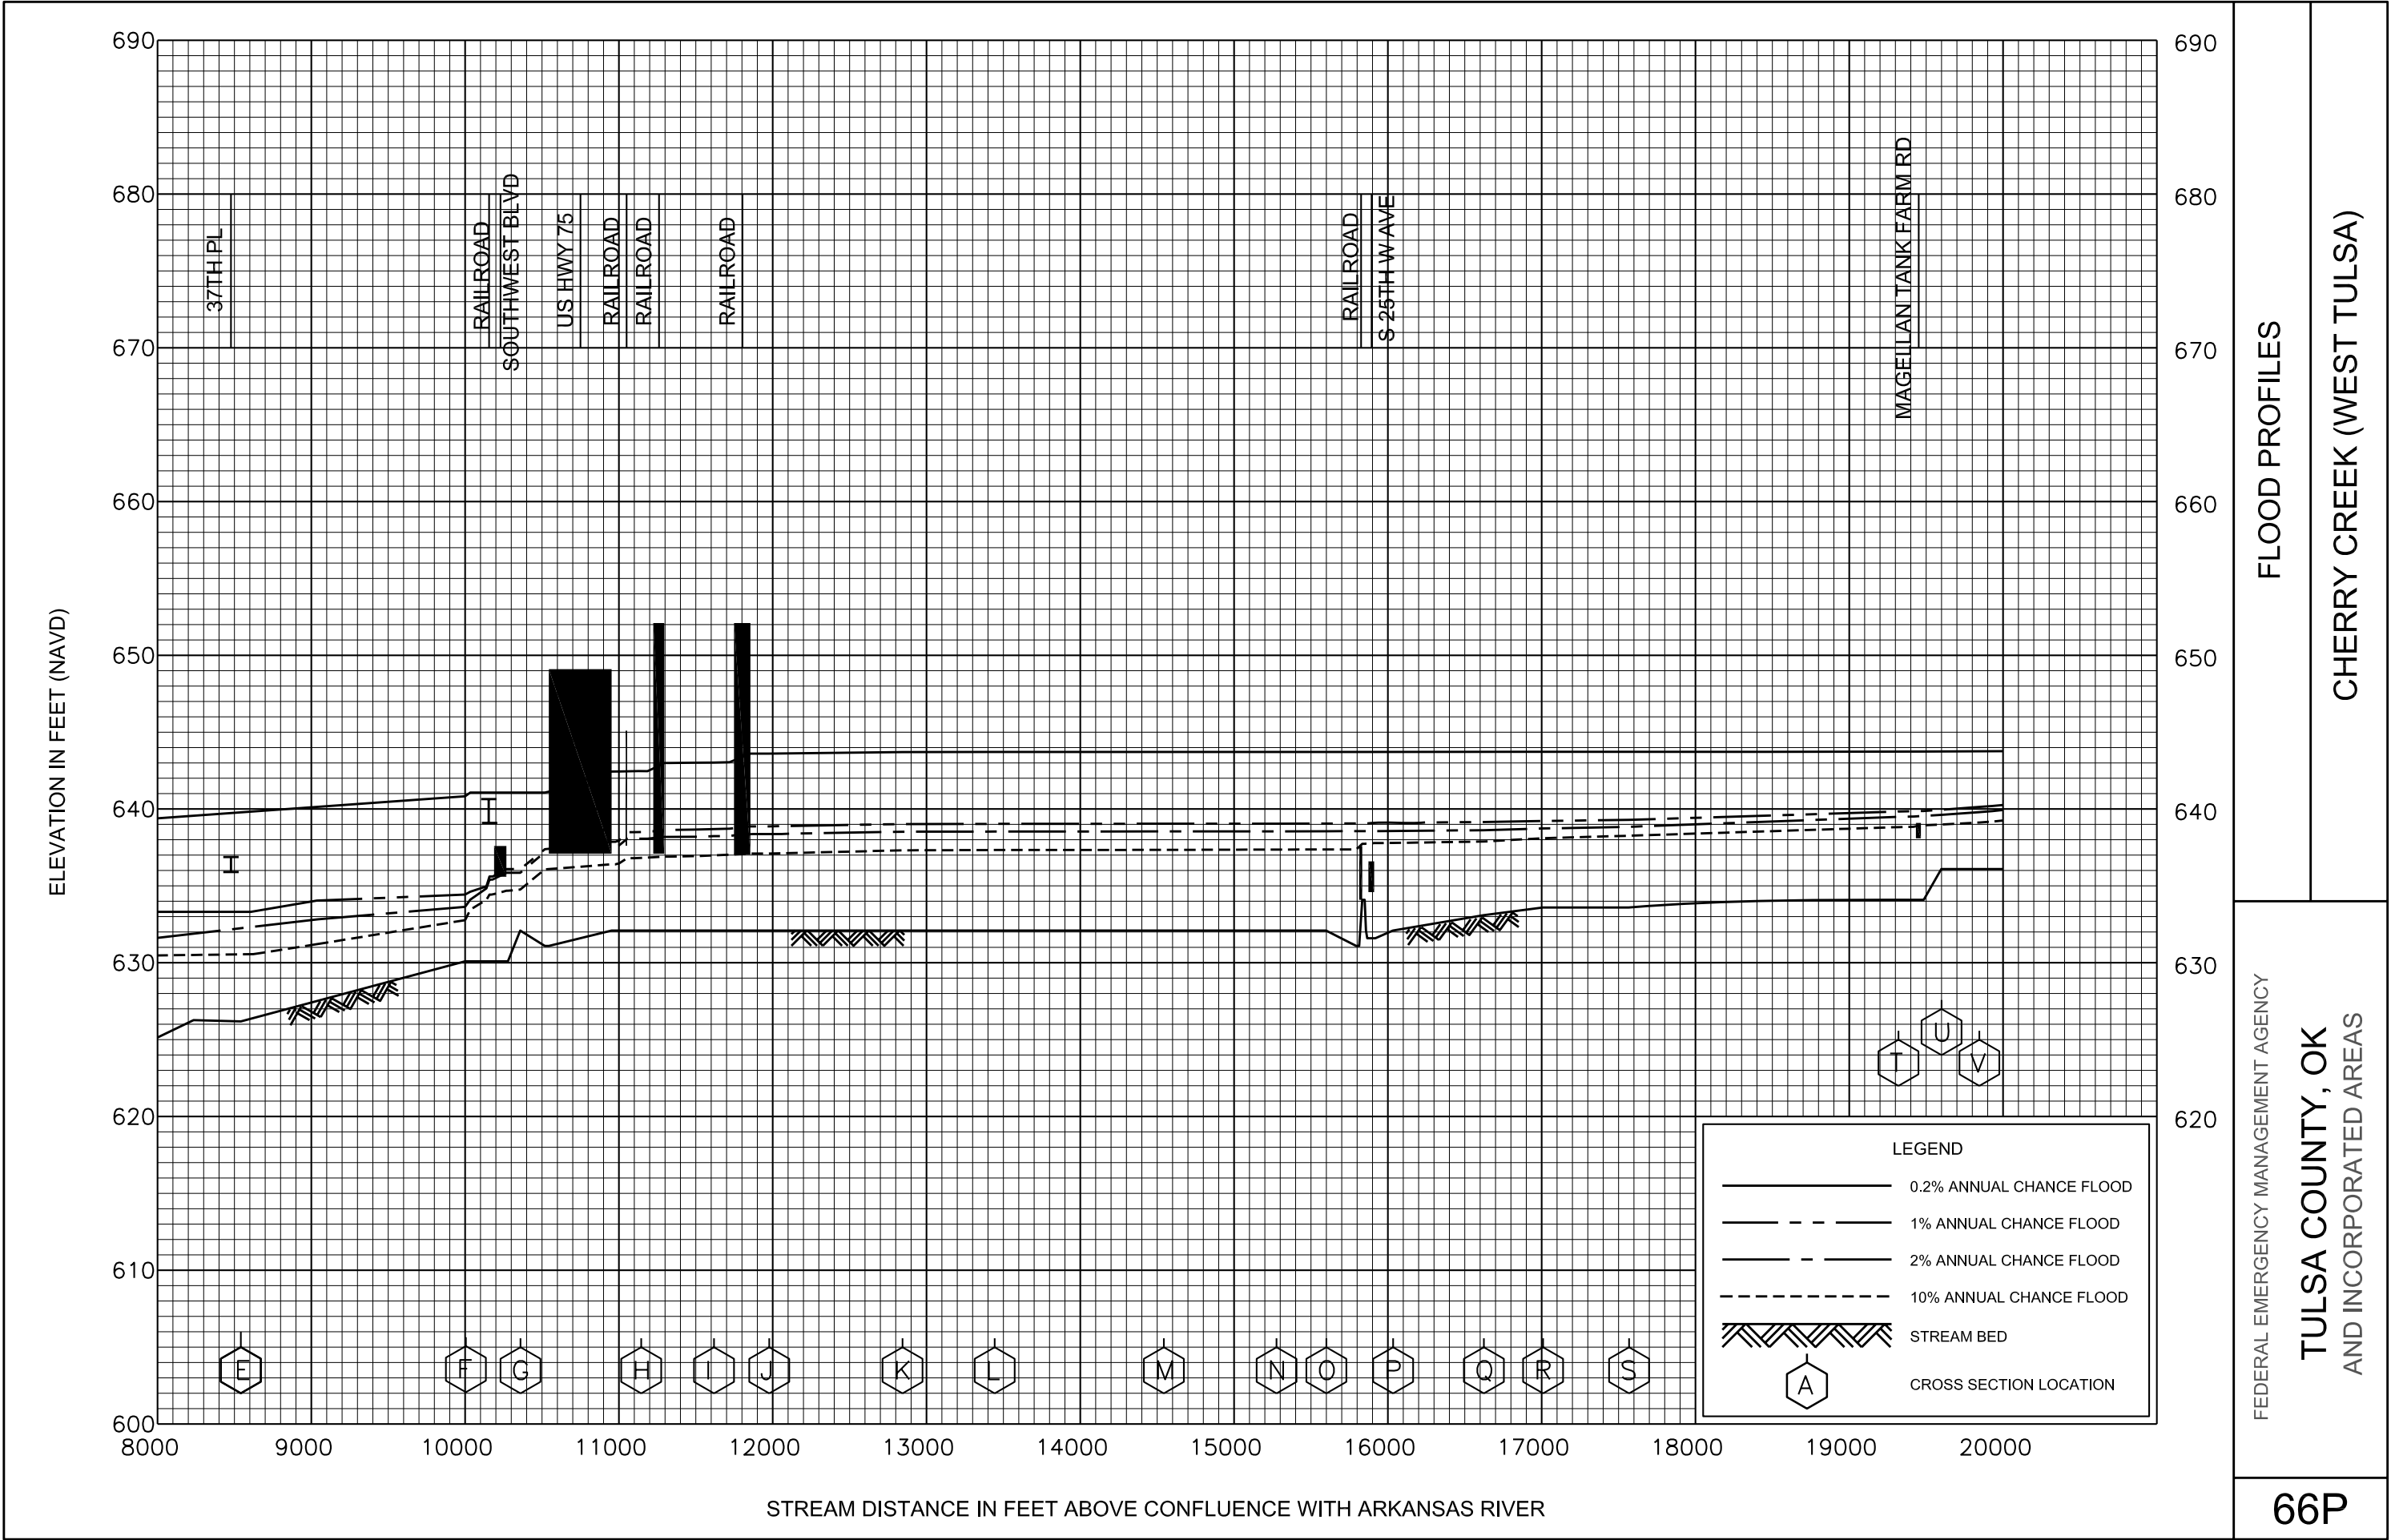 690
680
670
660
650
640
630
620
610
600
690
680
670
660
650
640
630
620
37TH PL
RAILROAD
SOUTHWEST BLVD
US HWY 75
RAILROAD
RAILROAD
RAILROAD
RAILROAD
S 25TH W AVE
MAGELLAN TANK FARM RD
ELEVATION IN FEET (NAVD)
E
F
G
H
I
J
K
L
M
N
O
P
Q
R
S
T
U
V
LEGEND
0.2% ANNUAL CHANCE FLOOD
1% ANNUAL CHANCE FLOOD
2% ANNUAL CHANCE FLOOD
10% ANNUAL CHANCE FLOOD
STREAM BED
A
CROSS SECTION LOCATION
8000
9000
10000
11000
12000
13000
14000
15000
16000
17000
18000
19000
20000
STREAM DISTANCE IN FEET ABOVE CONFLUENCE WITH ARKANSAS RIVER
FLOOD PROFILES
CHERRY CREEK (WEST TULSA)
FEDERAL EMERGENCY MANAGEMENT AGENCY
TULSA COUNTY, OK
AND INCORPORATED AREAS
66P